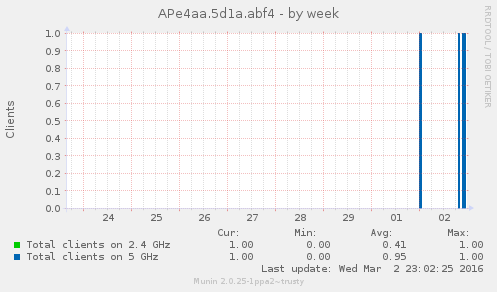 APe4aa.5d1a.abf4 - by week
RRDTOOL / TOBI OETIKER
Clients
1.0
0.9
0.8
0.7
0.6
0.5
0.4
0.3
0.2
0.1
0.0
24 25 26 27 28 29 01 02
Cur: Min: Avg: Max:
Total clients on 2.4 GHz 1.00 0.00 0.41 1.00
Total clients on 5 GHz 1.00 0.00 0.95 1.00
Last update: Wed Mar 2 23:02:25 2016
Munin 2.0.25-1ppa2~trusty